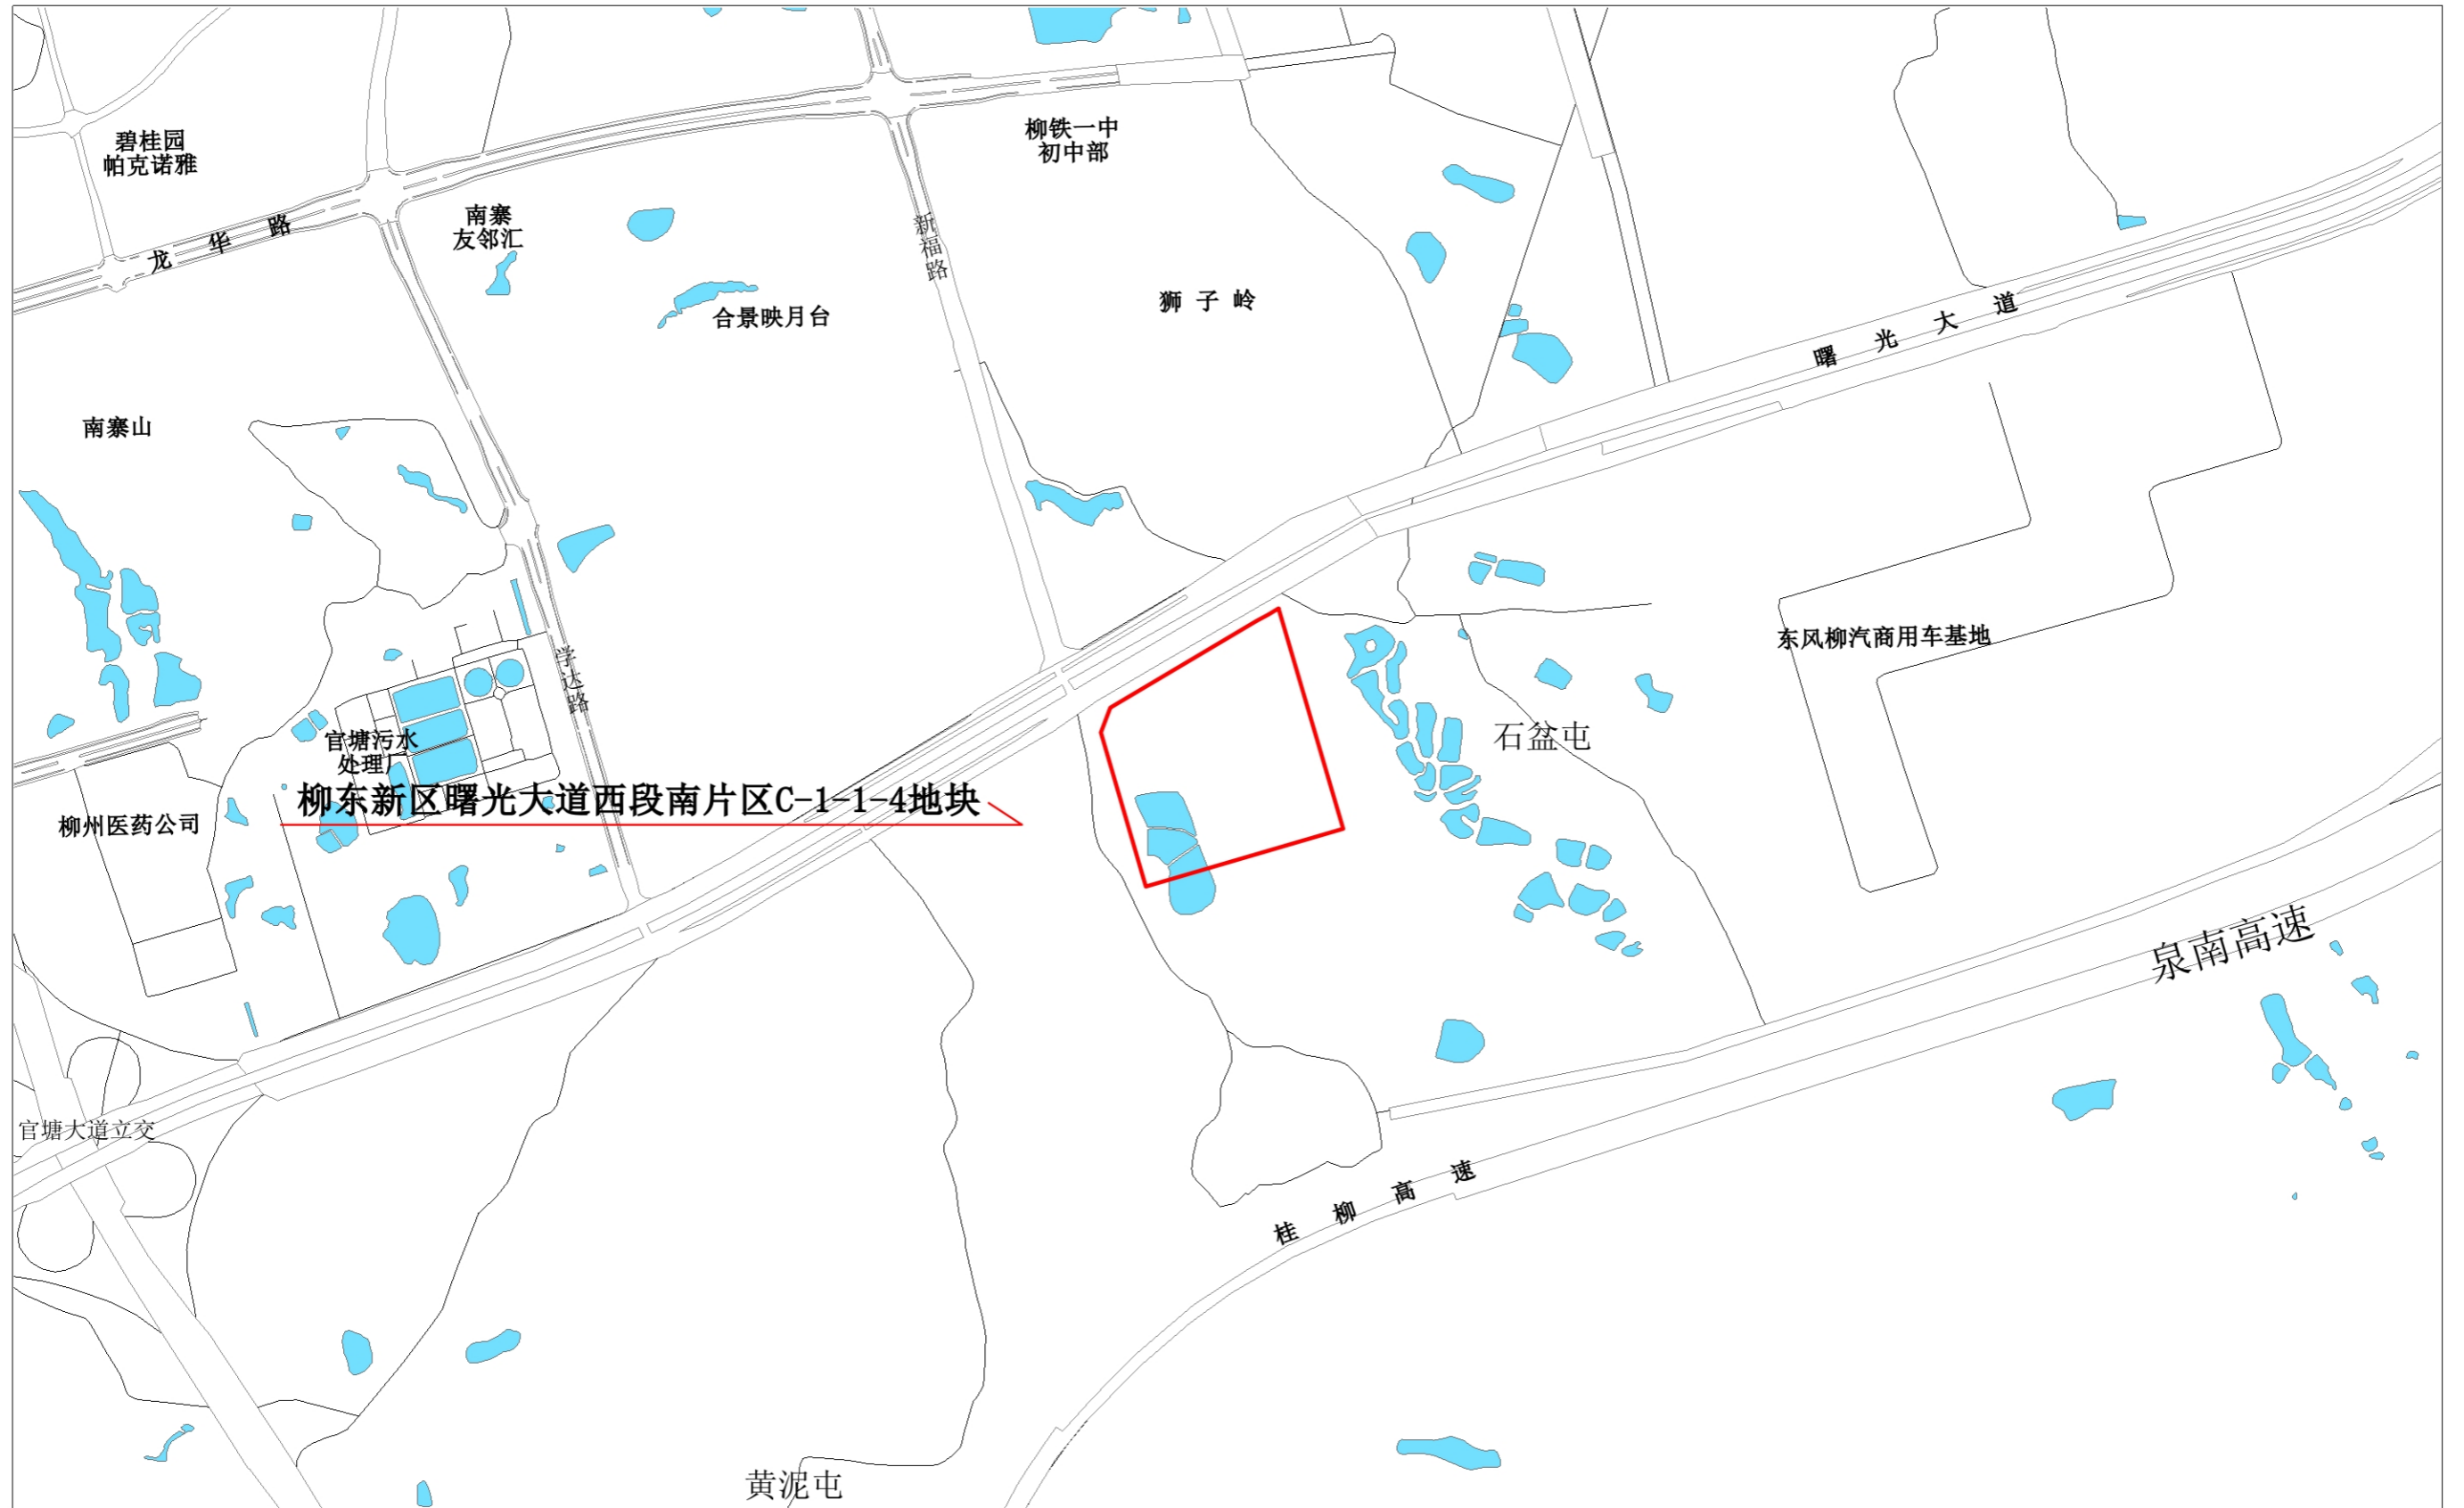 碧桂园
帕克诺雅
柳铁一中
初中部
南寨
友邻汇
龙华路
新福路
合景映月台
狮子岭
曙光大道
南寨山
学达路
东风柳汽商用车基地
石盆屯
官塘污水
处理厂
柳东新区曙光大道西段南片区C-1-1-4地块
柳州医药公司
泉南高速
官塘大道立交
桂柳高速
黄泥屯